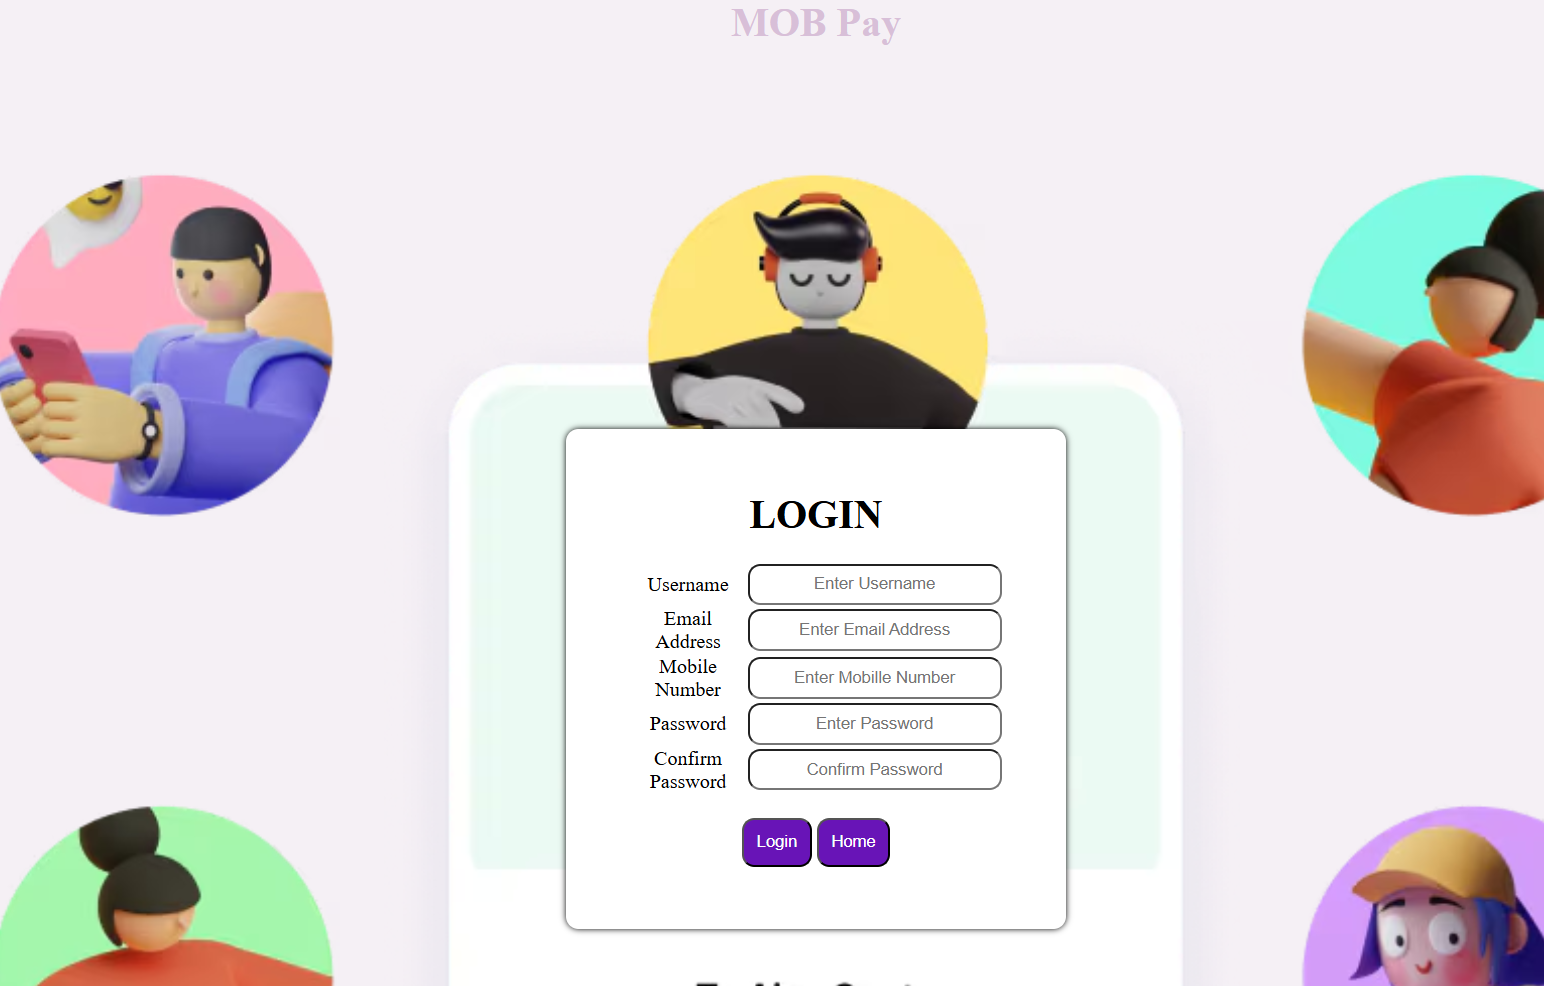 MOB Pay
LOGIN
Username
Enter Username
Email
Address
Enter Email Address
Mobile
Number
Enter Mobille Number
Password
Enter Password
Confirm
Password
Confirm Password
Login Home